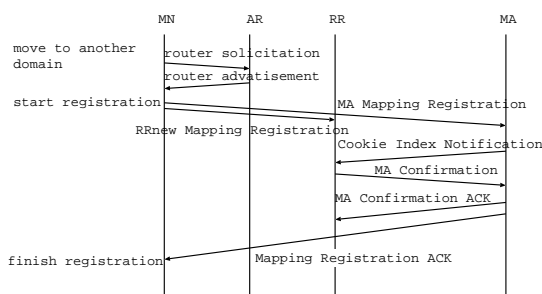 MN AR RR MA
move to another
domain
router solicitation
router advatisement
start registration
MA Mapping Registration
RRnew Mapping Registration
Cookie Index Notification
MA Confirmation
MA Confirmation ACK
finish registration
Mapping Registration ACK